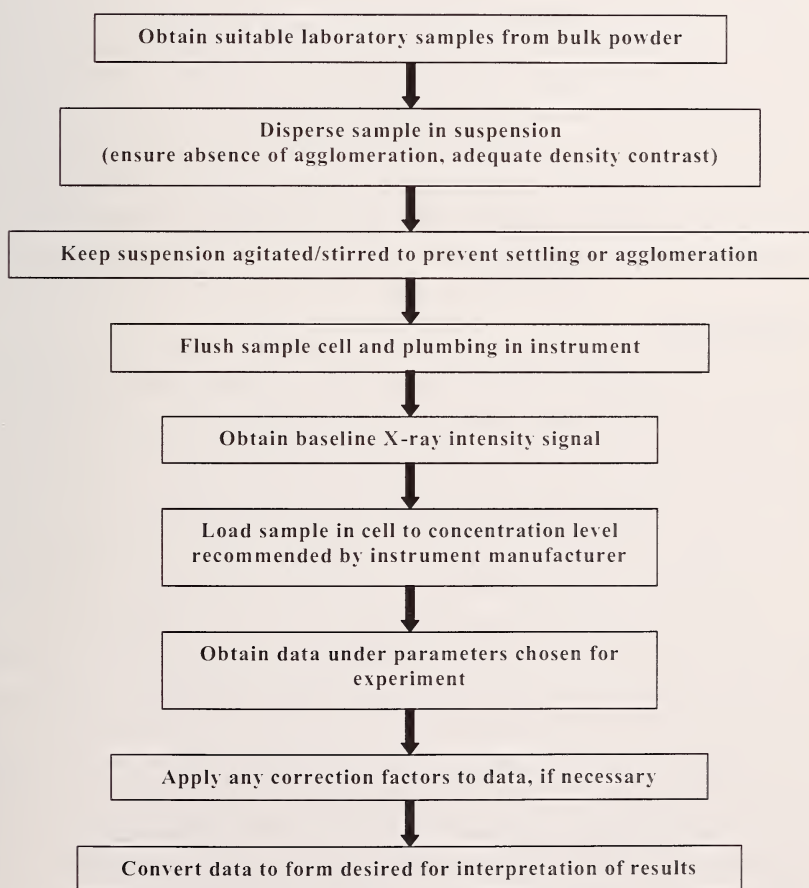 Obtain suitable laboratory samples from bulk powder
Disperse sample in suspension
(ensure absence of agglomeration, adequate density contrast)
Keep suspension agitated/stirred to prevent settling or agglomeration
Flush sample cell and plumbing in instrument
Obtain baseline X-ray intensity signal
Load sample in cell to concentration level
recommended by instrument manufacturer
Obtain data under parameters chosen for
experiment
Apply any correction factors to data, if necessary
Convert data to form desired for interpretation of results